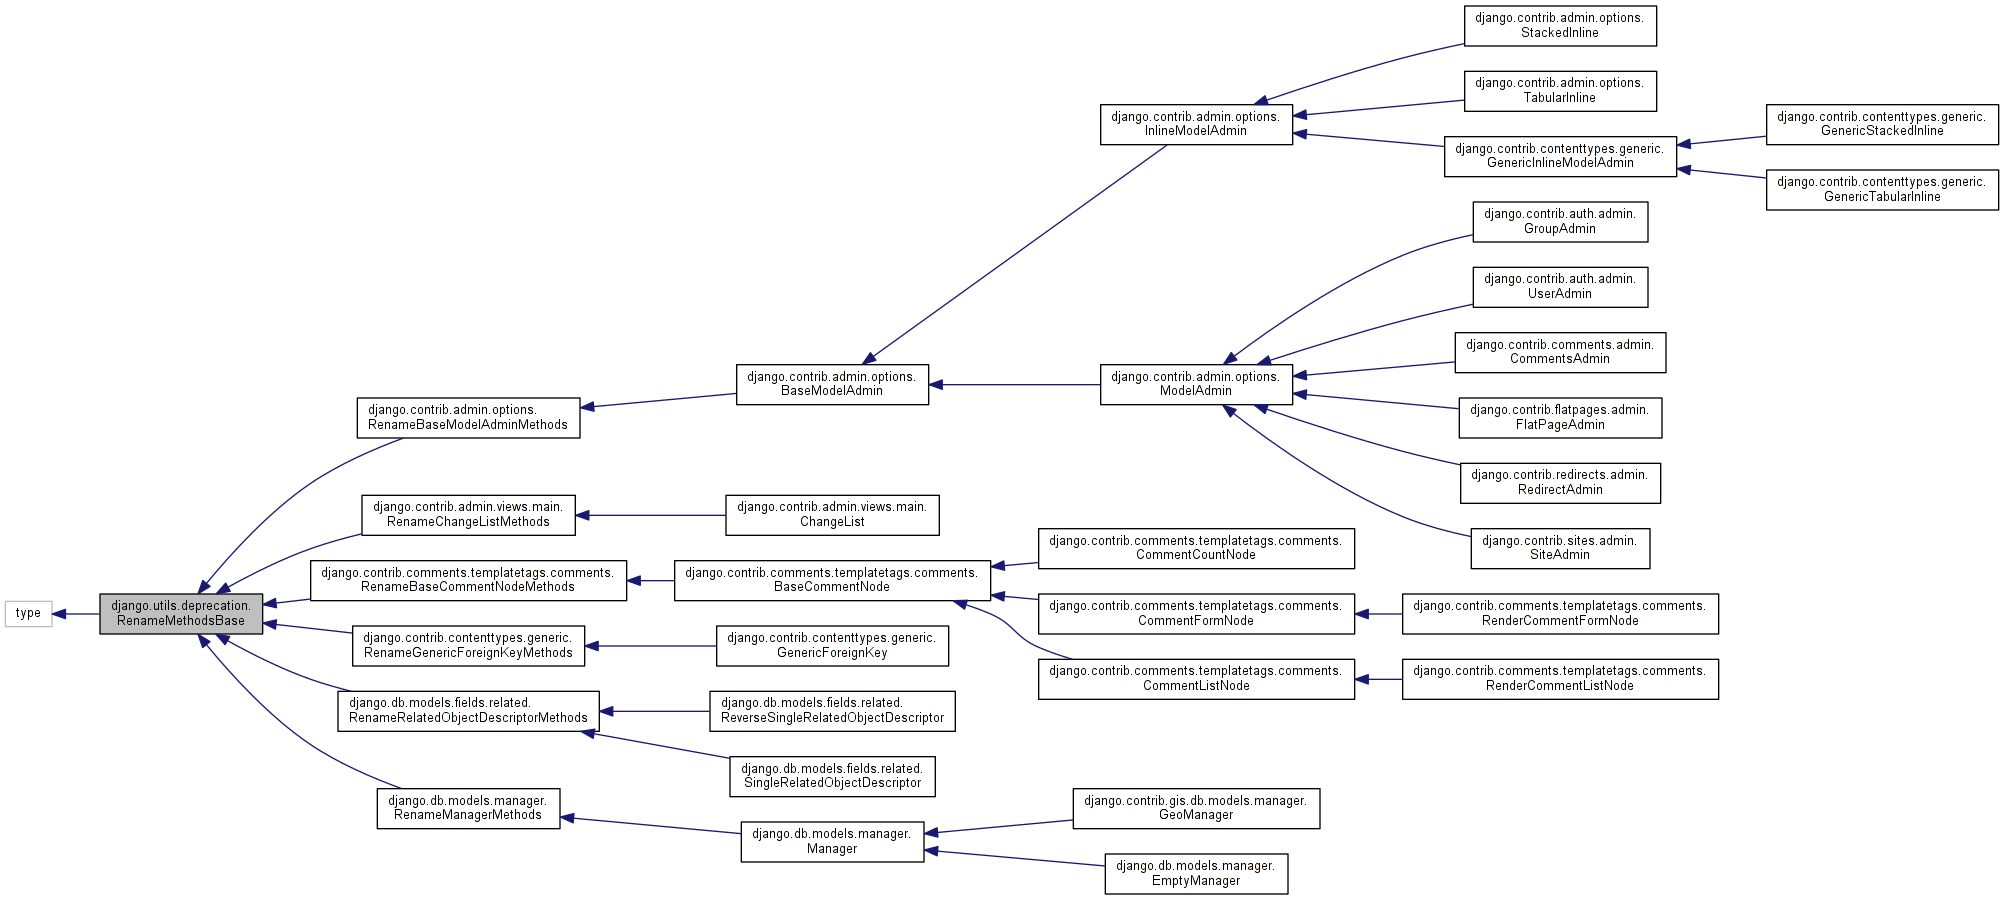 type
django.utils.deprecation.
RenameMethodsBase
django.contrib.admin.options.
RenameBaseModelAdminMethods
django.contrib.admin.options.
BaseModelAdmin
django.contrib.admin.options.
InlineModelAdmin
django.contrib.admin.options.
StackedInline
django.contrib.admin.options.
TabularInline
django.contrib.contenttypes.generic.
GenericInlineModelAdmin
django.contrib.contenttypes.generic.
GenericStackedInline
django.contrib.contenttypes.generic.
GenericTabularInline
django.contrib.admin.options.
ModelAdmin
django.contrib.auth.admin.
GroupAdmin
django.contrib.auth.admin.
UserAdmin
django.contrib.comments.admin.
CommentsAdmin
django.contrib.flatpages.admin.
FlatPageAdmin
django.contrib.redirects.admin.
RedirectAdmin
django.contrib.sites.admin.
SiteAdmin
django.contrib.admin.views.main.
RenameChangeListMethods
django.contrib.admin.views.main.
ChangeList
django.contrib.comments.templatetags.comments.
RenameBaseCommentNodeMethods
django.contrib.comments.templatetags.comments.
BaseCommentNode
django.contrib.comments.templatetags.comments.
CommentCountNode
django.contrib.comments.templatetags.comments.
CommentFormNode
django.contrib.comments.templatetags.comments.
RenderCommentFormNode
django.contrib.comments.templatetags.comments.
CommentListNode
django.contrib.comments.templatetags.comments.
RenderCommentListNode
django.contrib.contenttypes.generic.
RenameGenericForeignKeyMethods
django.contrib.contenttypes.generic.
GenericForeignKey
django.db.models.fields.related.
RenameRelatedObjectDescriptorMethods
django.db.models.fields.related.
ReverseSingleRelatedObjectDescriptor
django.db.models.fields.related.
SingleRelatedObjectDescriptor
django.db.models.manager.
RenameManagerMethods
django.db.models.manager.
Manager
django.contrib.gis.db.models.manager.
GeoManager
django.db.models.manager.
EmptyManager